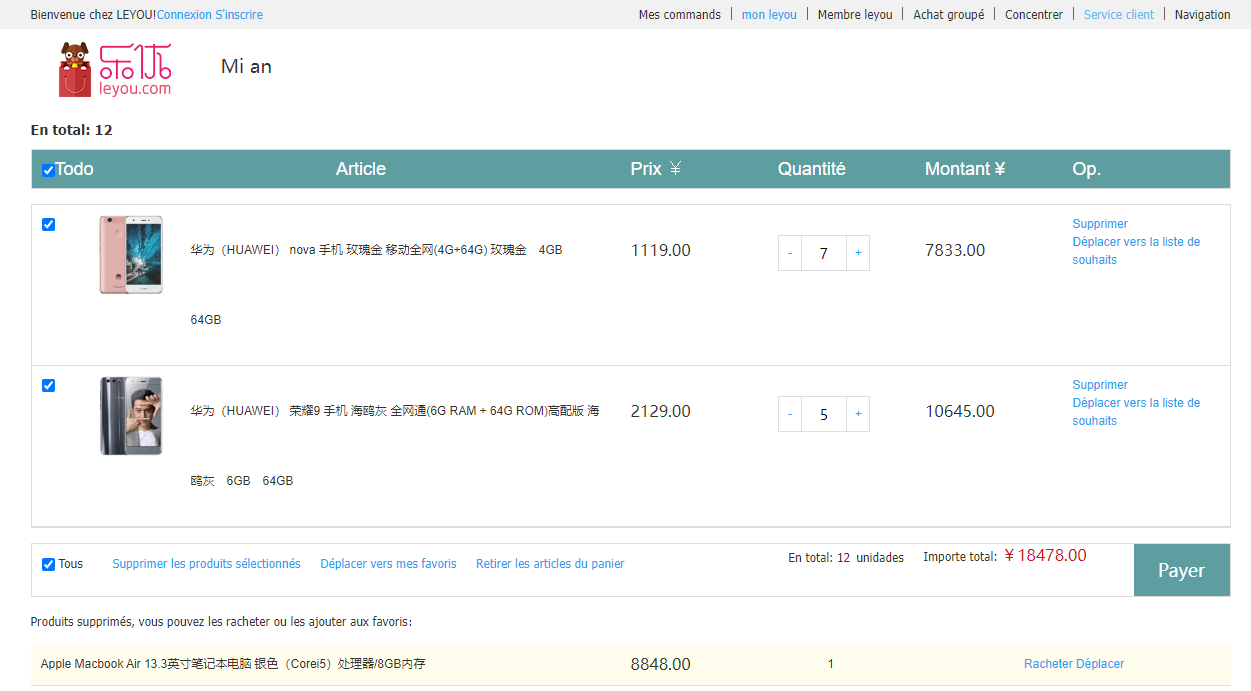 Bienvenue chez LEYOU!Connexion S'inscrire
Mes commandes mon leyou Membre leyou Achat groupé Concentrer Service client Navigation
乐优
leyou.com
Mi an
En total: 12
Todo Article Prix ¥ Quantité Montant ¥ Op.
华为（HUAWEI） nova 手机 玫瑰金 移动全网(4G+64G) 玫瑰金 4GB
64GB
1119.00
- 7 +
7833.00
Supprimer
Déplacer vers la liste de
souhaits
华为（HUAWEI） 荣耀9 手机 海鸥灰 全网通(6G RAM + 64G ROM)高配版 海
鸥灰 6GB 64GB
2129.00
- 5 +
10645.00
Supprimer
Déplacer vers la liste de
souhaits
Tous Supprimer les produits sélectionnés Déplacer vers mes favoris Retirer les articles du panier En total: 12 unidades Importe total: ¥ 18478.00 Payer
Produits supprimés, vous pouvez les racheter ou les ajouter aux favoris:
Apple Macbook Air 13.3英寸笔记本电脑 银色（Corei5）处理器/8GB内存 8848.00 1 Racheter Déplacer